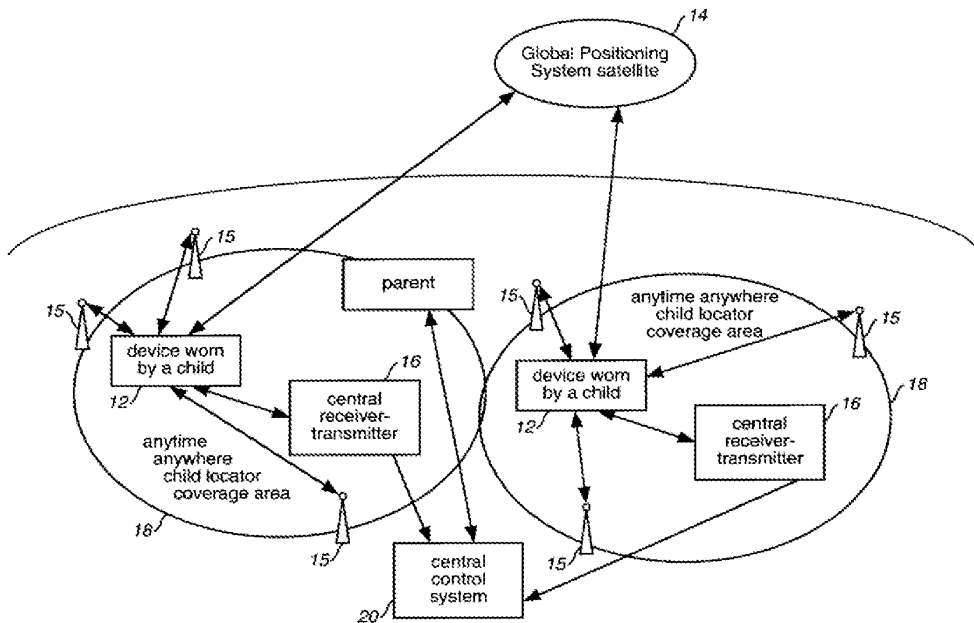 14
Global Positioning
System satellite
15
parent
15
device worn
by a child
12
16
central
receiver-
transmitter
anytime
anywhere
child locator
coverage area
18
15
15
anytime anywhere
child locator
coverage area
15
device worn
by a child
12
16
18
central
receiver-
transmitter
15
central
control
system
20